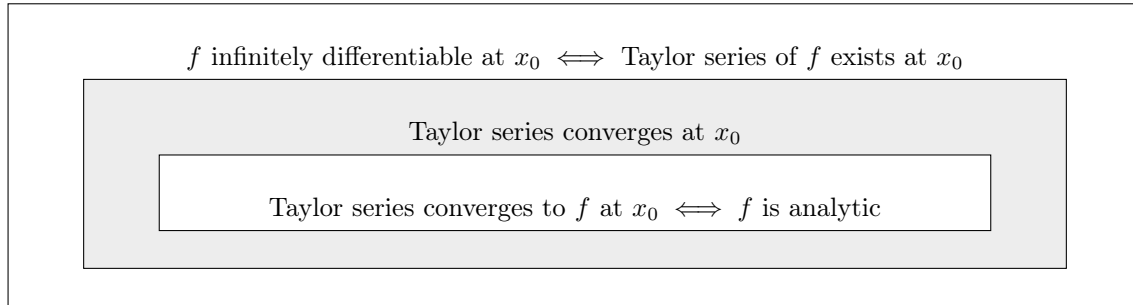 f infinitely differentiable at x₀ ⟺ Taylor series of f exists at x₀
Taylor series converges at x₀
Taylor series converges to f at x₀ ⟺ f is analytic